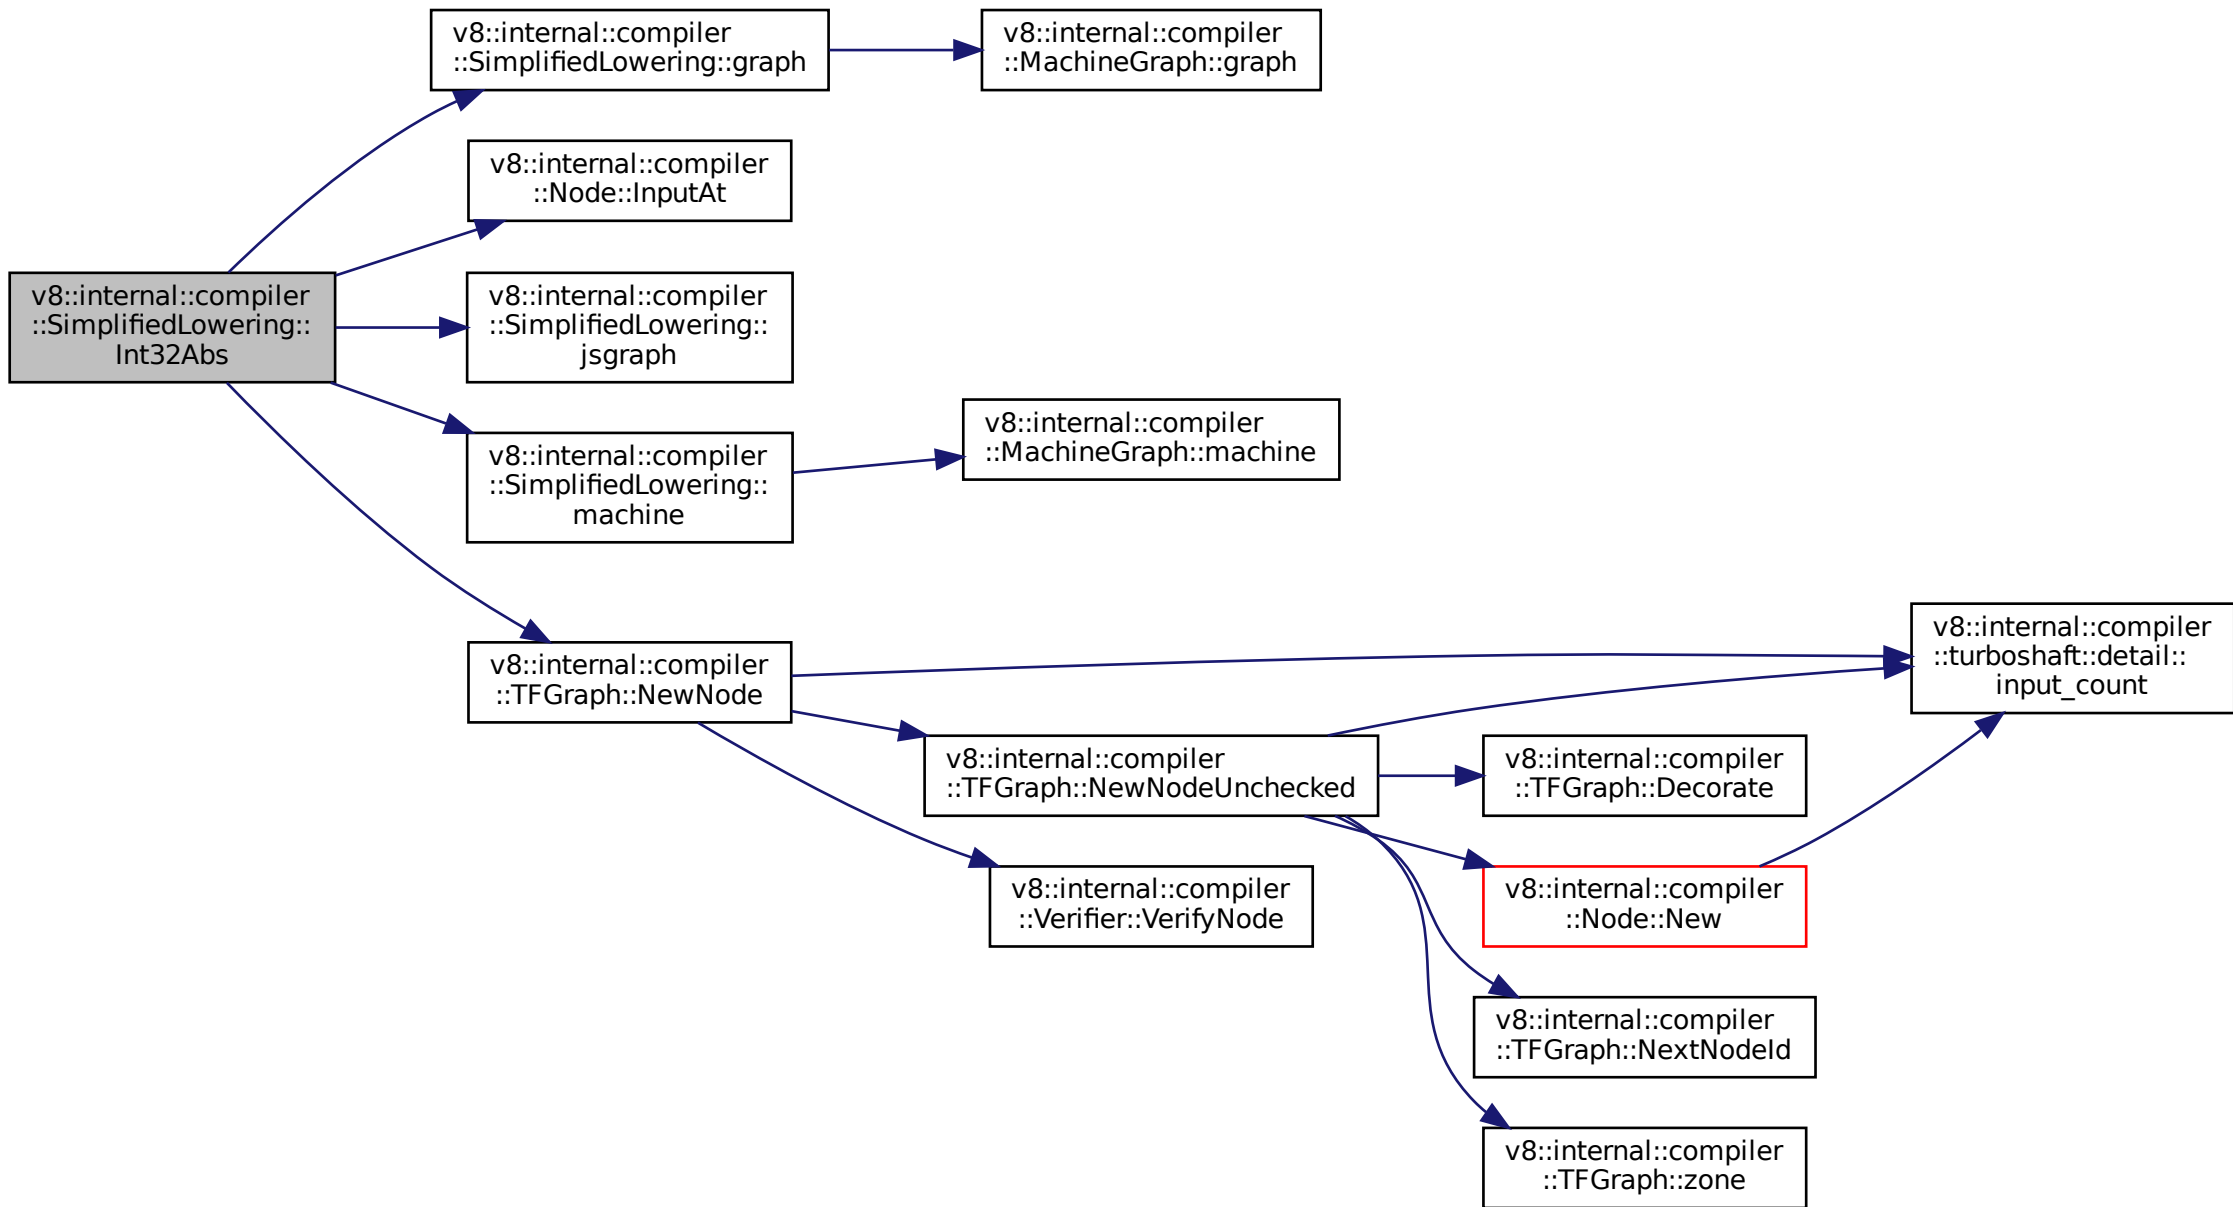 v8::internal::compiler
::SimplifiedLowering::graph
v8::internal::compiler
::MachineGraph::graph
v8::internal::compiler
::Node::InputAt
v8::internal::compiler
::SimplifiedLowering::
Int32Abs
v8::internal::compiler
::SimplifiedLowering::
jsgraph
v8::internal::compiler
::MachineGraph::machine
v8::internal::compiler
::SimplifiedLowering::
machine
v8::internal::compiler
::turboshaft::detail::
input_count
v8::internal::compiler
::TFGraph::NewNode
v8::internal::compiler
::TFGraph::NewNodeUnchecked
v8::internal::compiler
::TFGraph::Decorate
v8::internal::compiler
::Verifier::VerifyNode
v8::internal::compiler
::Node::New
v8::internal::compiler
::TFGraph::NextNodeId
v8::internal::compiler
::TFGraph::zone